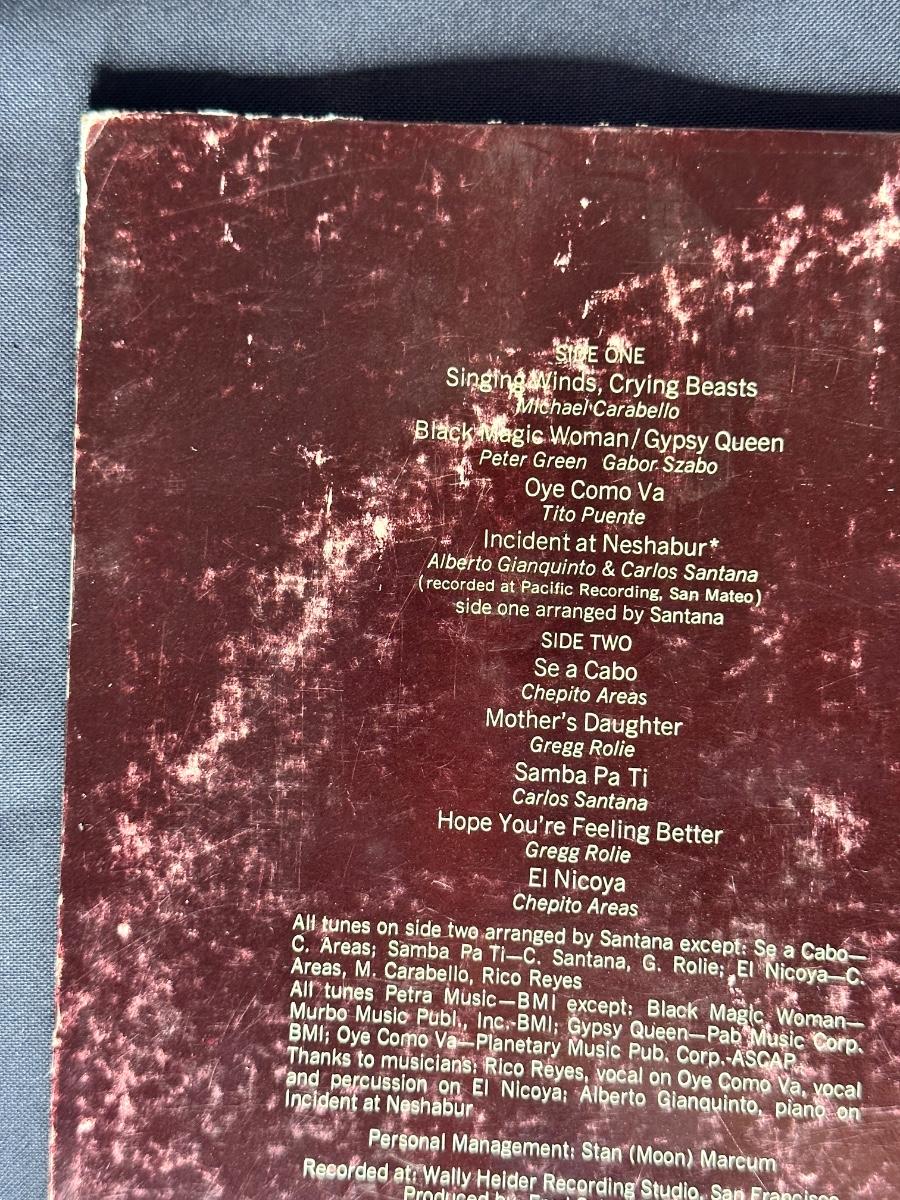 SIDE ONE
Singing Winds, Crying Beasts
Michael Carabello
Black Magic Woman/Gypsy Queen
Peter Green Gabor Szabo
Oye Como Va
Tito Puente
Incident at Neshabur*
Alberto Gianquinto & Carlos Santana
(recorded at Pacific Recording, San Mateo)
side one arranged by Santana
SIDE TWO
Se a Cabo
Chepito Areas
Mother's Daughter
Gregg Rolie
Samba Pa Ti
Carlos Santana
Hope You're Feeling Better
Gregg Rolie
El Nicoya
Chepito Areas
All tunes on side two arranged by Santana except: Se a Cabo—
C. Areas; Samba Pa Ti—C. Santana, G. Rolie; El Nicoya—C.
Areas, M. Carabello, Rico Reyes
All tunes Petra Music—BMI except: Black Magic Woman—
Murbo Music Publ., Inc.-BMI; Gypsy Queen—Pab Music Corp.
BMI; Oye Como Va—Planetary Music Pub. Corp.-ASCAP.
Thanks to musicians: Rico Reyes, vocal on Oye Como Va, vocal
and percussion on El Nicoya; Alberto Gianquinto, piano on
Incident at Neshabur
Personal Management: Stan (Moon) Marcum
Recorded at: Wally Heider Recording Studio, San Francisco
Produced by: